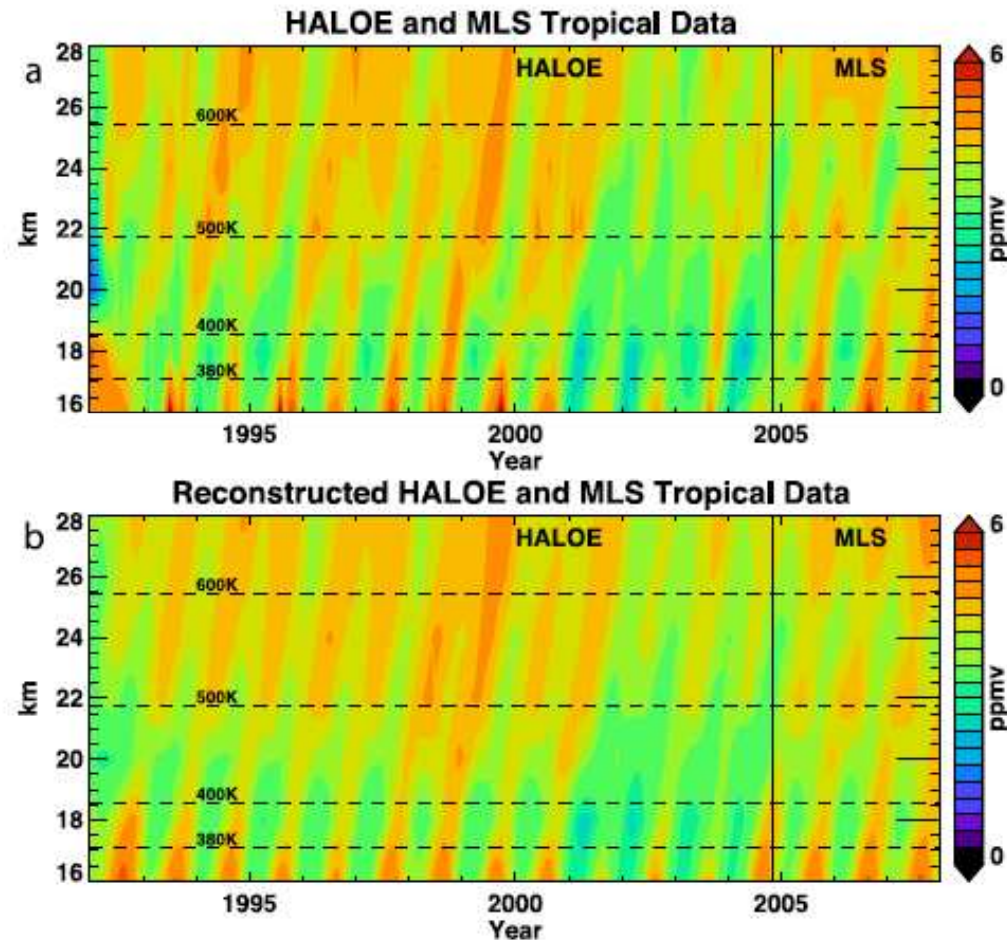 HALOE and MLS Tropical Data
a
28
26
24
22
20
18
16
km
600K
500K
400K
380K
HALOE
MLS
1995
2000
2005
Year
6
ppmv
0
Reconstructed HALOE and MLS Tropical Data
b
28
26
24
22
20
18
16
km
600K
500K
400K
380K
HALOE
MLS
1995
2000
2005
Year
6
ppmv
0